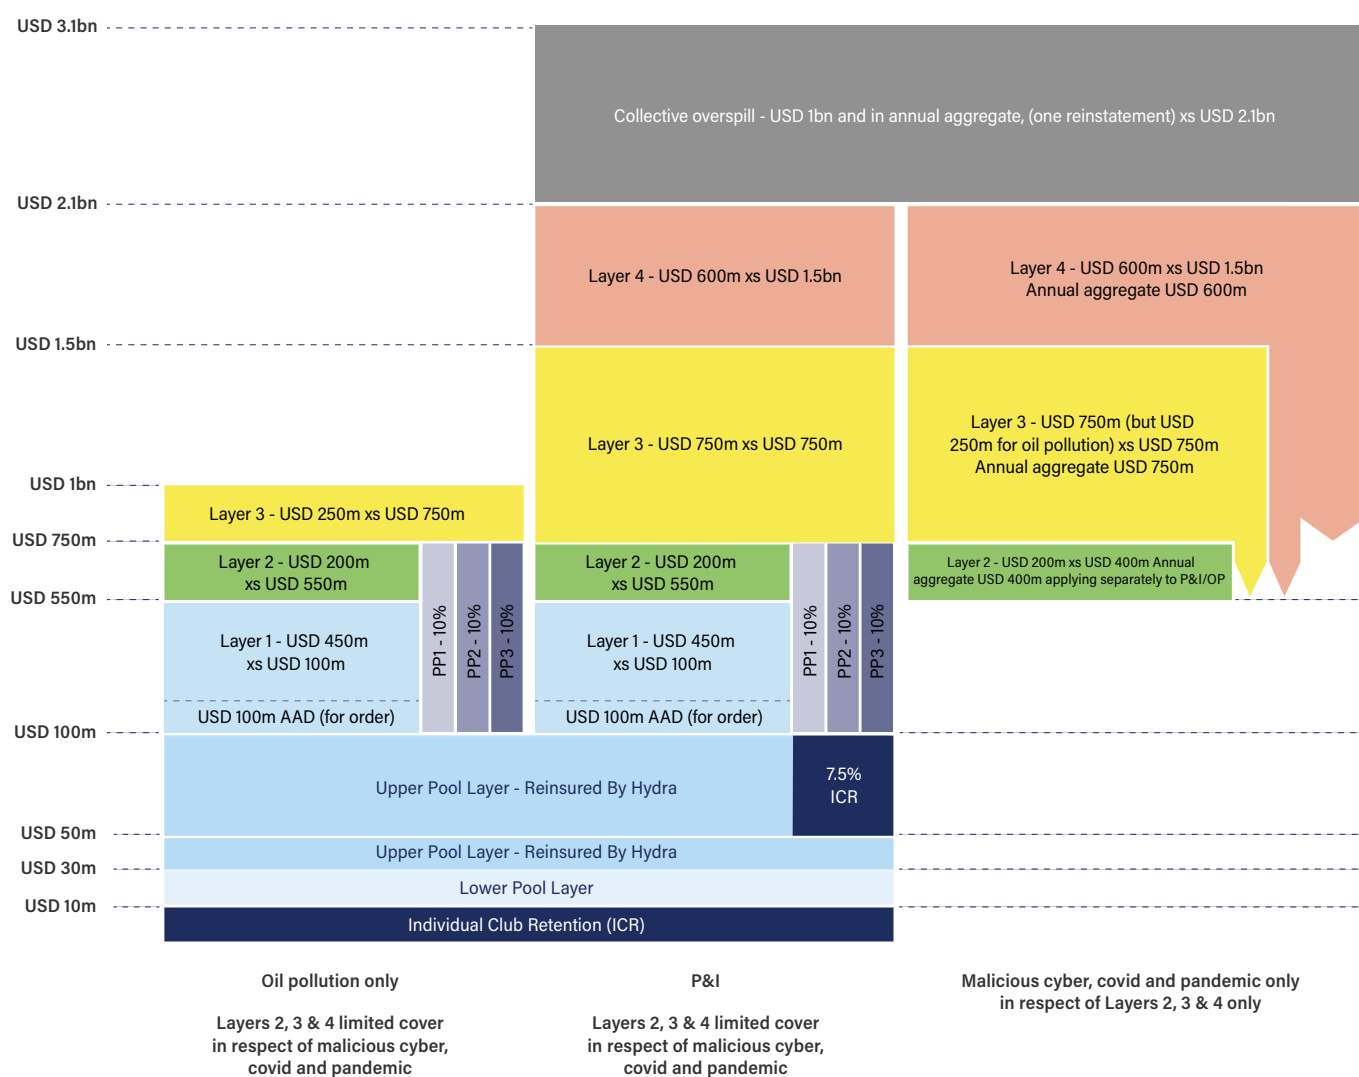 USD 3.1bn
Collective overspill - USD 1bn and in annual aggregate, (one reinstatement) xs USD 2.1bn
USD 2.1bn
Layer 4 - USD 600m xs USD 1.5bn
Layer 4 - USD 600m xs USD 1.5bn
Annual aggregate USD 600m
USD 1.5bn
Layer 3 - USD 750m xs USD 750m
Layer 3 - USD 750m (but USD
250m for oil pollution) xs USD 750m
Annual aggregate USD 750m
USD 1bn
Layer 3 - USD 250m xs USD 750m
USD 750m
Layer 2 - USD 200m
xs USD 550m
Layer 2 - USD 200m
xs USD 550m
Layer 2 - USD 200m xs USD 400m Annual
aggregate USD 400m applying separately to P&I/OP
USD 550m
Layer 1 - USD 450m
xs USD 100m
PP1 - 10%
PP2 - 10%
PP3 - 10%
Layer 1 - USD 450m
xs USD 100m
PP1 - 10%
PP2 - 10%
PP3 - 10%
USD 100m AAD (for order)
USD 100m AAD (for order)
USD 100m
Upper Pool Layer - Reinsured By Hydra
7.5%
ICR
USD 50m
Upper Pool Layer - Reinsured By Hydra
USD 30m
Lower Pool Layer
USD 10m
Individual Club Retention (ICR)
Oil pollution only
Layers 2, 3 & 4 limited cover
in respect of malicious cyber,
covid and pandemic
P&I
Layers 2, 3 & 4 limited cover
in respect of malicious cyber,
covid and pandemic
Malicious cyber, covid and pandemic only
in respect of Layers 2, 3 & 4 only